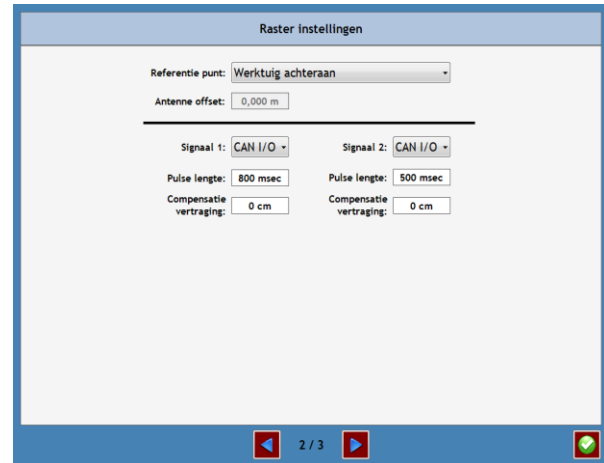 Raster instellingen
Referentie punt: Werktuig achteraan
Antenne offset: 0,000 m
Signaal 1: CAN I/O Signaal 2: CAN I/O
Pulse lengte: 800 msec Pulse lengte: 500 msec
Compensatie vertraging: 0 cm Compensatie vertraging: 0 cm
2 / 3